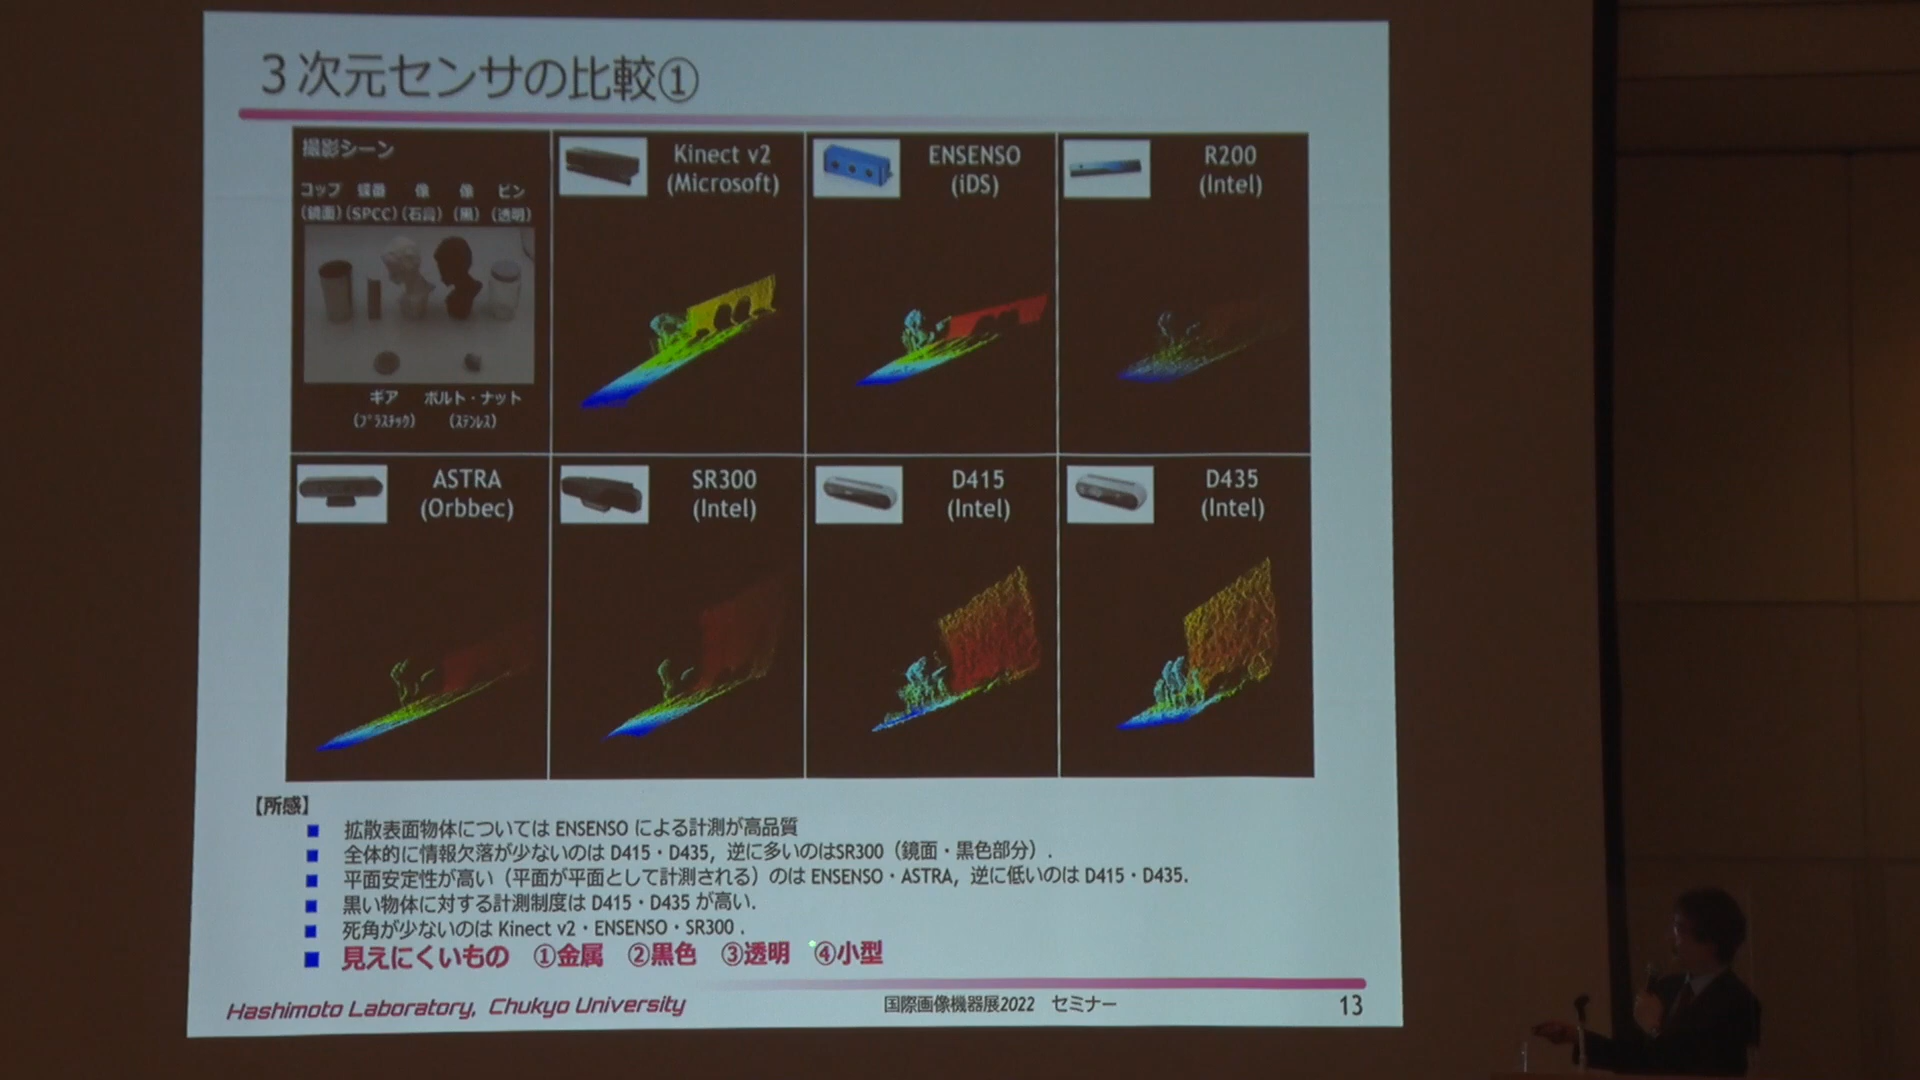 3次元センサの比較①
撮影シーン
コップ 蝶番 像 像 ビン
(鏡面) (SPCC) (石膏) (黒) (透明)
ギア ボルト・ナット
(ﾌﾟﾗｽﾁｯｸ) (ｽﾃﾝﾚｽ)
Kinect v2
(Microsoft)
ENSENSO
(iDS)
R200
(Intel)
ASTRA
(Orbbec)
SR300
(Intel)
D415
(Intel)
D435
(Intel)
【所感】
拡散表面物体については ENSENSO による計測が高品質
全体的に情報欠落が少ないのは D415・D435，逆に多いのはSR300（鏡面・黒色部分）.
平面安定性が高い（平面が平面として計測される）のは ENSENSO・ASTRA，逆に低いのは D415・D435.
黒い物体に対する計測制度は D415・D435 が高い.
死角が少ないのは Kinect v2・ENSENSO・SR300 .
見えにくいもの ①金属 ②黒色 ③透明 ④小型
Hashimoto Laboratory, Chukyo University
国際画像機器展2022 セミナー
13